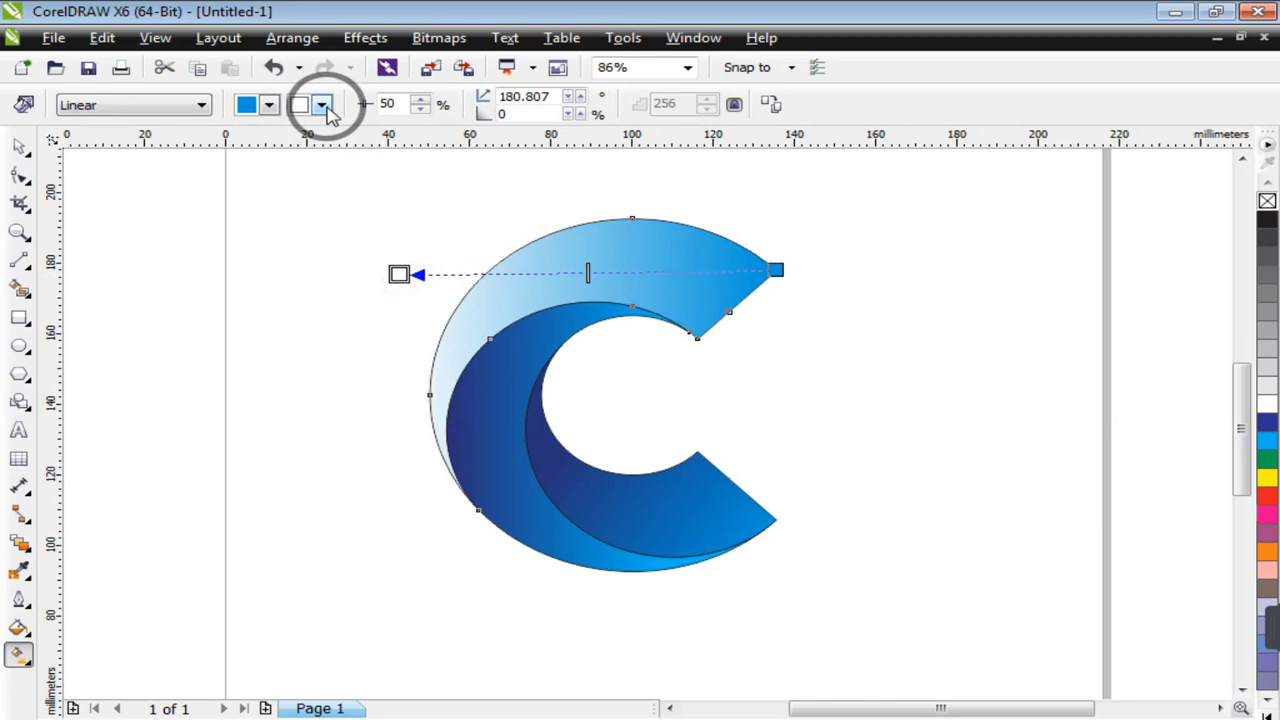 CorelDRAW X6 (64-Bit) - [Untitled-1]
File Edit View Layout Arrange Effects Bitmaps Text Table Tools Window Help
86% Snap to
Linear 50 % 180.807 ° 0 % 256
0 20 0 20 40 60 80 100 120 140 160 180 200 220 millimeters
200
180
160
140
120
100
80
millimeters
1 of 1 Page 1